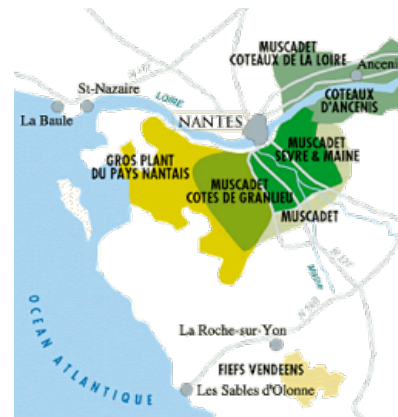 MUSCADET
COTEAUX DE LA LOIRE
Ancenis
St-Nazaire
LOIRE
La Baule
NANTES
COTEAUX
D'ANCENIS
MUSCADET
SEVRE & MAINE
GROS PLANT
DU PAYS NANTAIS
MUSCADET
COTES DE GRANLIEU
MUSCADET
OCEAN ATLANTIQUE
La Roche-sur-Yon
FIEFS VENDEENS
Les Sables d'Olonne